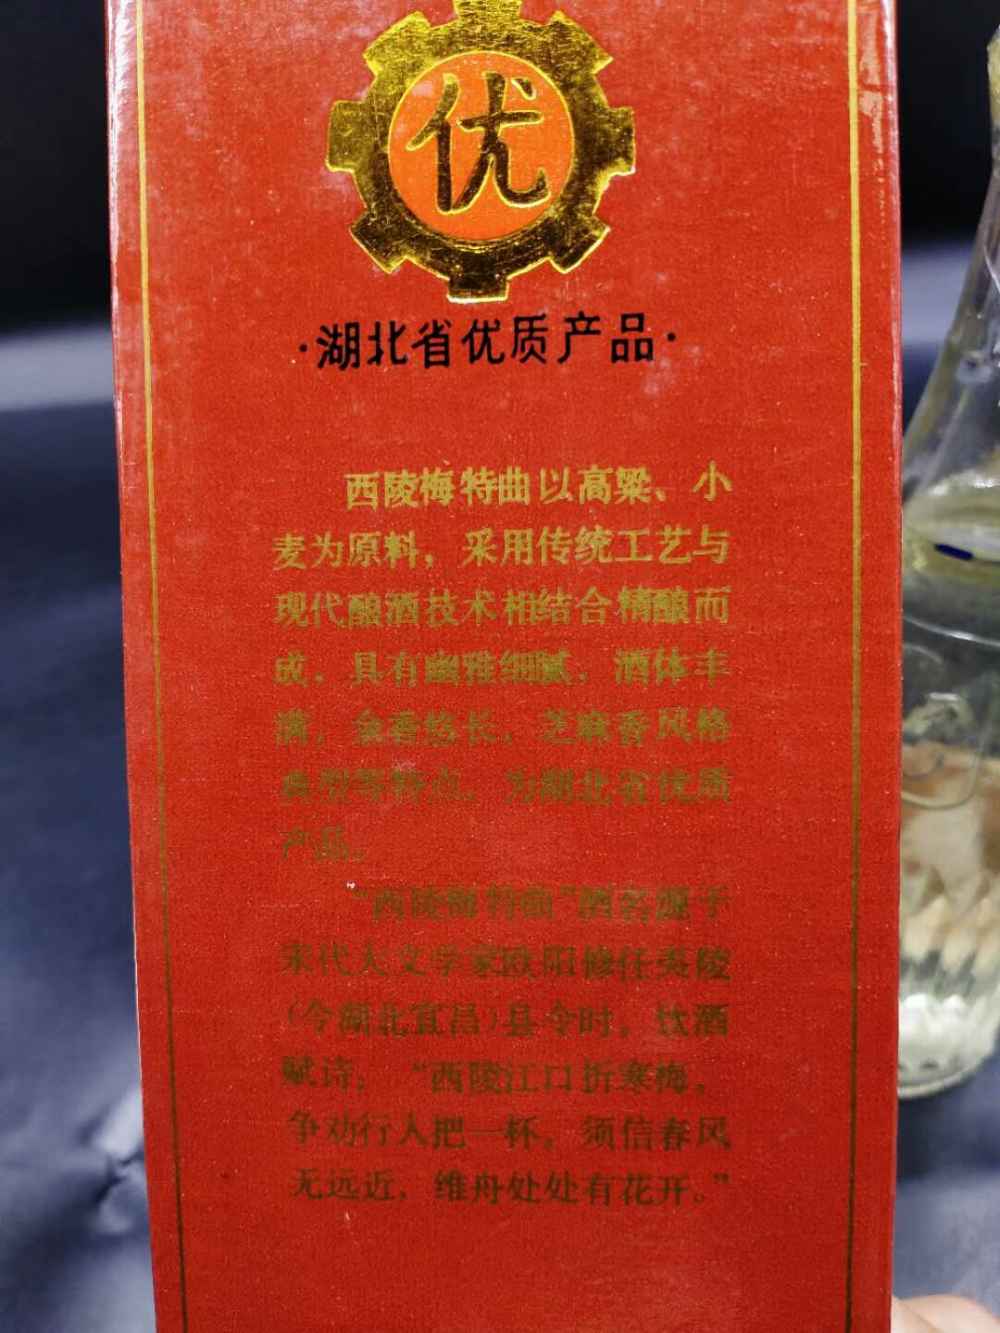 优
·湖北省优质产品·
西陵梅特曲以高粱、小
麦为原料，采用传统工艺与
现代酿酒技术相结合精酿而
成．具有幽雅细腻，酒体丰
满，余香悠长，芝麻香风格
典型等特点。为湖北省优质
产品。
“西陵梅特曲”酒名源于
宋代大文学家欧阳修任夷陵
（今湖北宜昌）县令时，饮酒
赋诗：“西陵江口折寒梅，
争劝行人把一杯，须信春风
无远近，维舟处处有花开。”